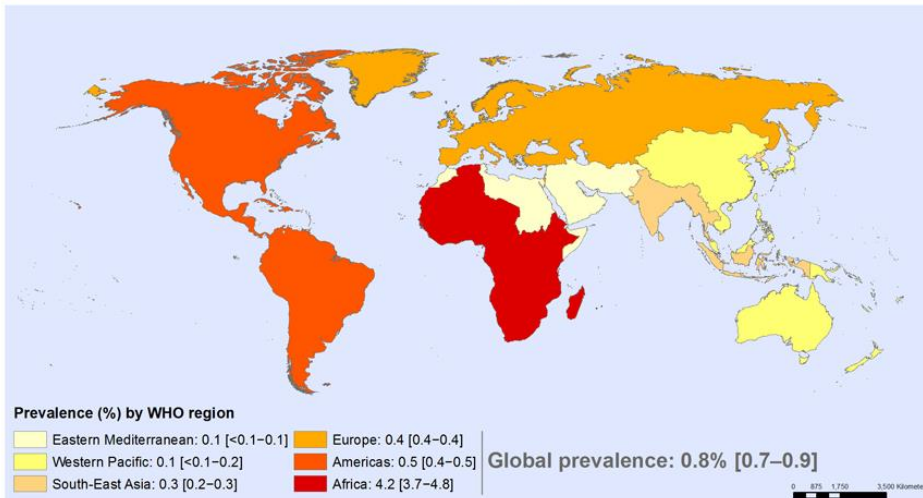 Prevalence (%) by WHO region
Eastern Mediterranean: 0.1 [<0.1–0.1]
Western Pacific: 0.1 [<0.1–0.2]
South-East Asia: 0.3 [0.2–0.3]
Europe: 0.4 [0.4–0.4]
Americas: 0.5 [0.4–0.5]
Africa: 4.2 [3.7–4.8]
Global prevalence: 0.8% [0.7–0.9]
0 875 1,750 3,500 Kilomete